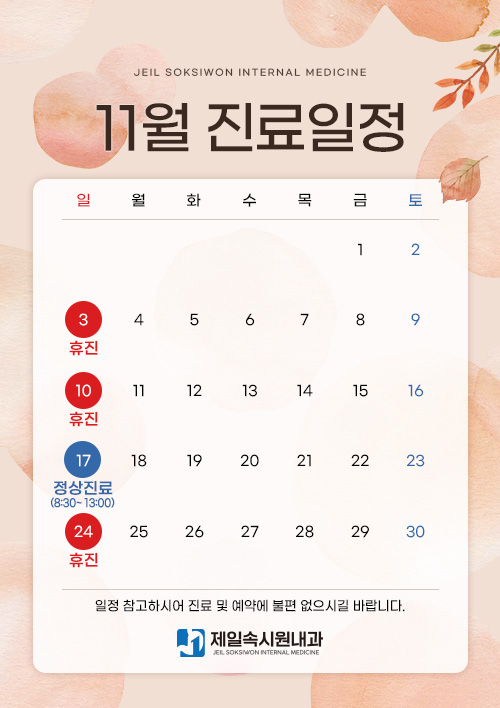 JEIL SOKSIWON INTERNAL MEDICINE
11월 진료일정
일 월 화 수 목 금 토
1 2
3 4 5 6 7 8 9
휴진
10 11 12 13 14 15 16
휴진
17 18 19 20 21 22 23
정상진료
(8:30~13:00)
24 25 26 27 28 29 30
휴진
일정 참고하시어 진료 및 예약에 불편 없으시길 바랍니다.
제일속시원내과
JEIL SOKSIWON INTERNAL MEDICINE